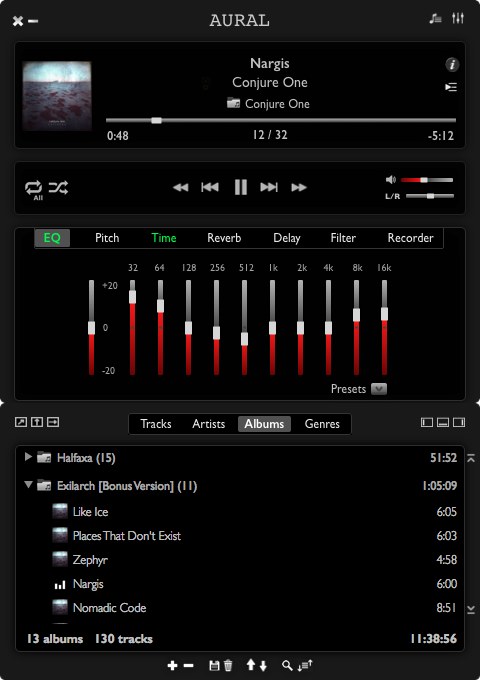 AURAL
Nargis
Conjure One
Conjure One
0:48 12 / 32 -5:12
All
L/R
EQ Pitch Time Reverb Delay Filter Recorder
32 64 128 256 512 1k 2k 4k 8k 16k
+20
0
-20
Presets
Tracks Artists Albums Genres
Halfaxa (15) 51:52
Exilarch [Bonus Version] (11) 1:05:09
Like Ice 6:05
Places That Don't Exist 6:03
Zephyr 4:58
Nargis 6:00
Nomadic Code 8:51
13 albums 130 tracks 11:38:56